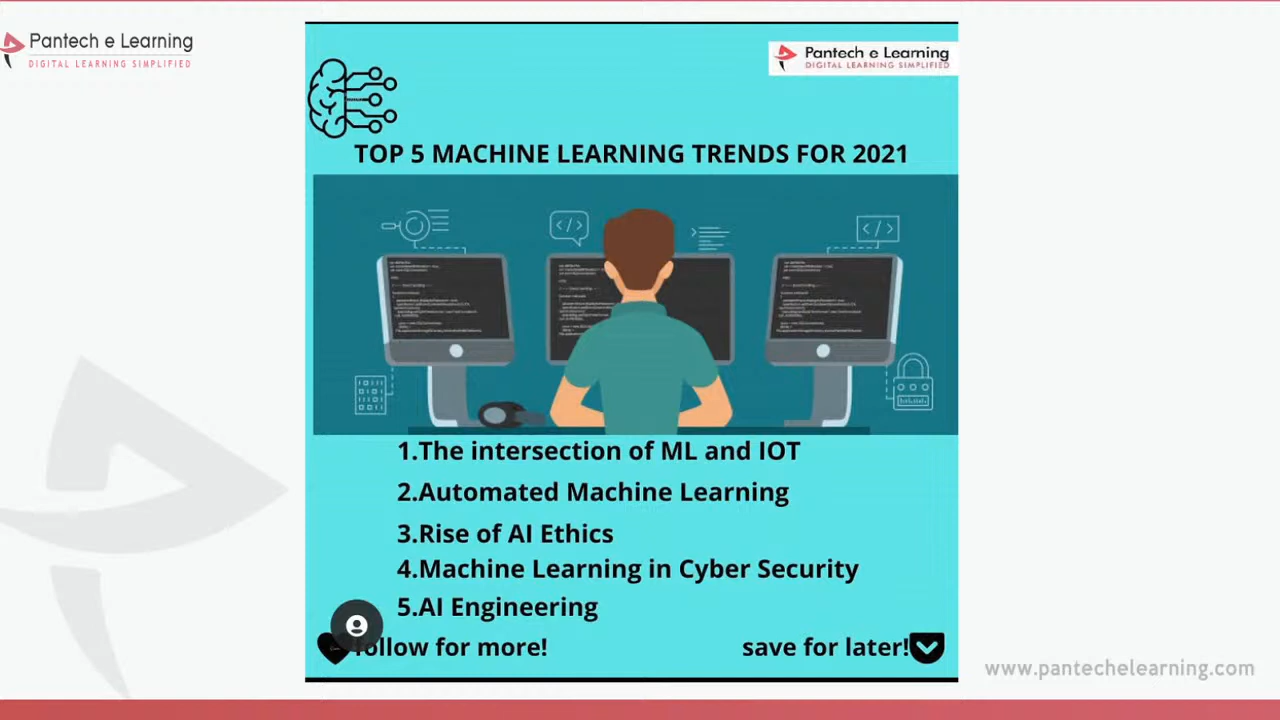 Pantech e Learning
DIGITAL LEARNING SIMPLIFIED
Pantech e Learning
DIGITAL LEARNING SIMPLIFIED
TOP 5 MACHINE LEARNING TRENDS FOR 2021
</>
</>
1.The intersection of ML and IOT
2.Automated Machine Learning
3.Rise of AI Ethics
4.Machine Learning in Cyber Security
5.AI Engineering
follow for more!
save for later!
www.pantechelearning.com